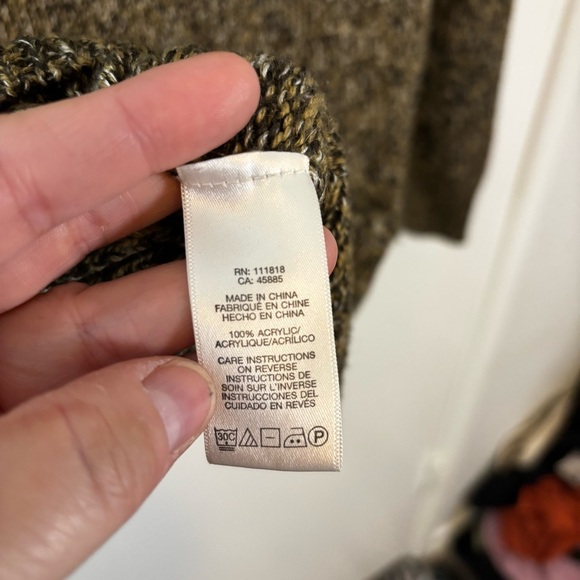 RN: 111818
CA: 45885
MADE IN CHINA
FABRIQUÉ EN CHINE
HECHO EN CHINA
100% ACRYLIC/
ACRYLIQUE/ACRÍLICO
CARE INSTRUCTIONS
ON REVERSE
INSTRUCTIONS DE
SOIN SUR L'INVERSE
INSTRUCCIONES DEL
CUIDADO EN REVÉS
30C P